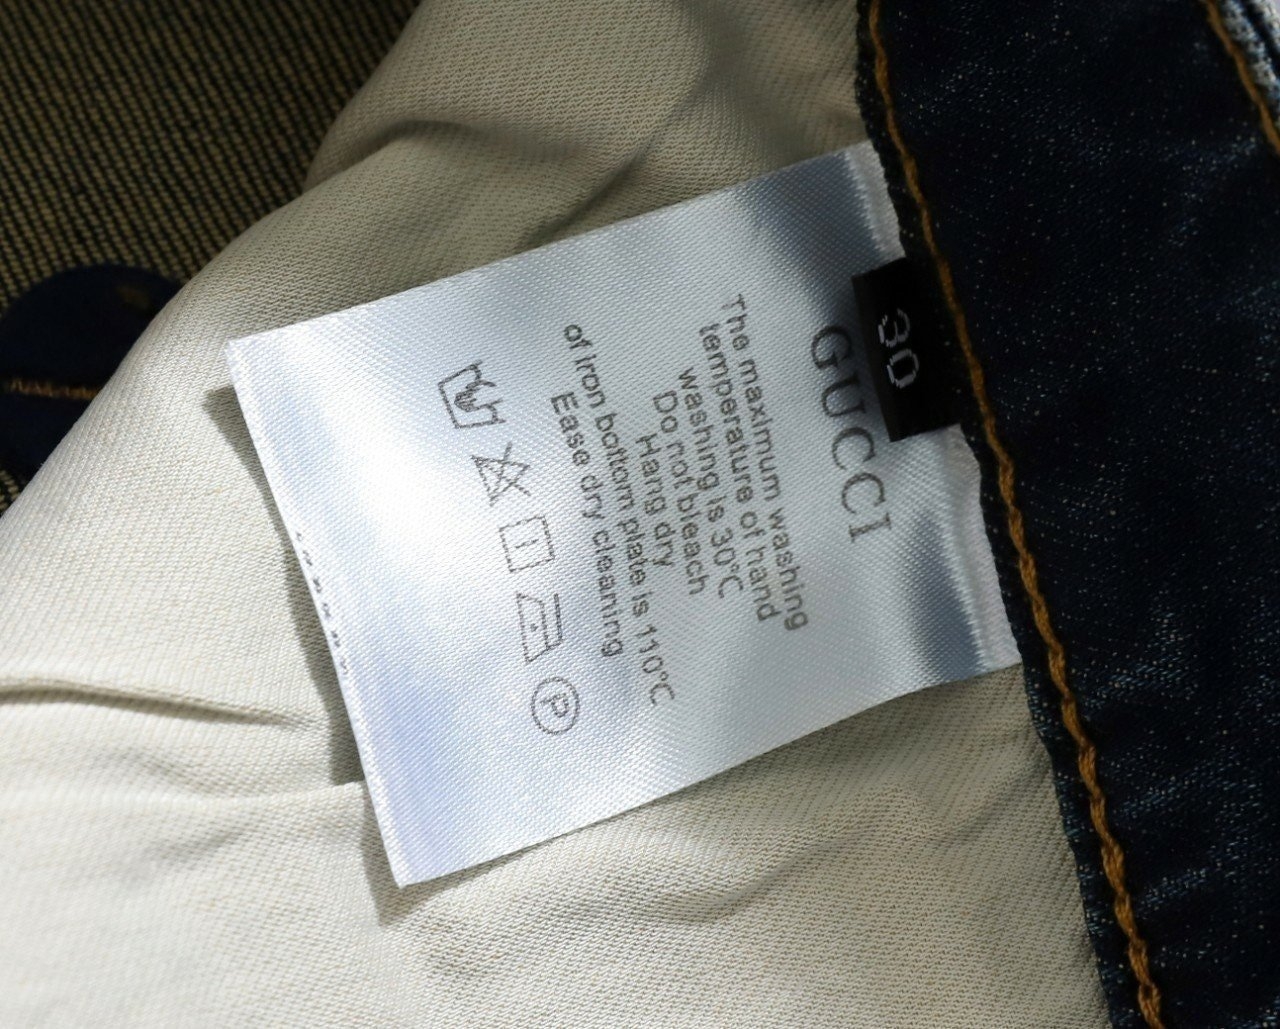 30
GUCCI
The maximum washing
temperature of hand
washing is 30°C
Do not bleach
Hang dry
of iron bottom plate is 110°C
Ease dry cleaning
P